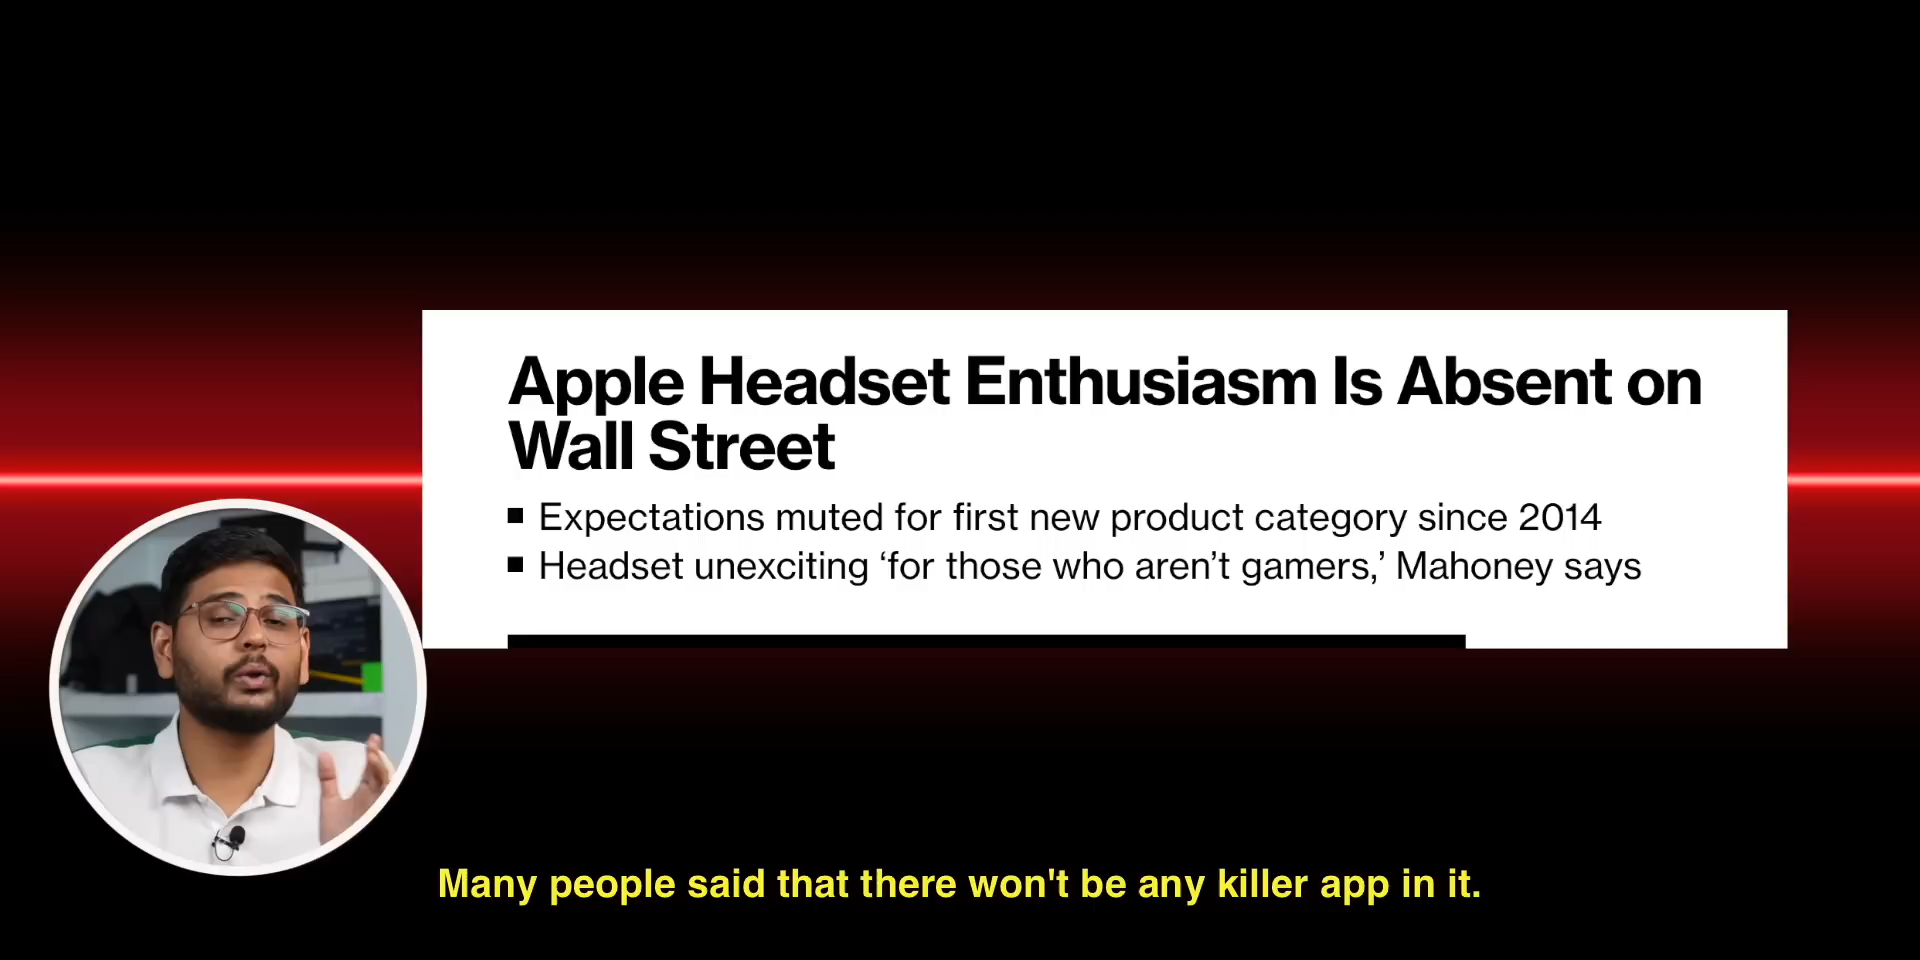 Apple Headset Enthusiasm Is Absent on
Wall Street
▪ Expectations muted for first new product category since 2014
▪ Headset unexciting ‘for those who aren’t gamers,’ Mahoney says
Many people said that there won't be any killer app in it.